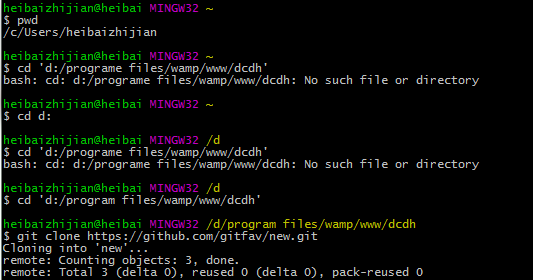 heibaizhijian@heibai MINGW32 ~
$ pwd
/c/Users/heibaizhijian
heibaizhijian@heibai MINGW32 ~
$ cd 'd:/programe files/wamp/www/dcdh'
bash: cd: d:/programe files/wamp/www/dcdh: No such file or directory
heibaizhijian@heibai MINGW32 ~
$ cd d:
heibaizhijian@heibai MINGW32 /d
$ cd 'd:/programe files/wamp/www/dcdh'
bash: cd: d:/programe files/wamp/www/dcdh: No such file or directory
heibaizhijian@heibai MINGW32 /d
$ cd 'd:/program files/wamp/www/dcdh'
heibaizhijian@heibai MINGW32 /d/program files/wamp/www/dcdh
$ git clone https://github.com/gitfav/new.git
Cloning into 'new'...
remote: Counting objects: 3, done.
remote: Total 3 (delta 0), reused 0 (delta 0), pack-reused 0